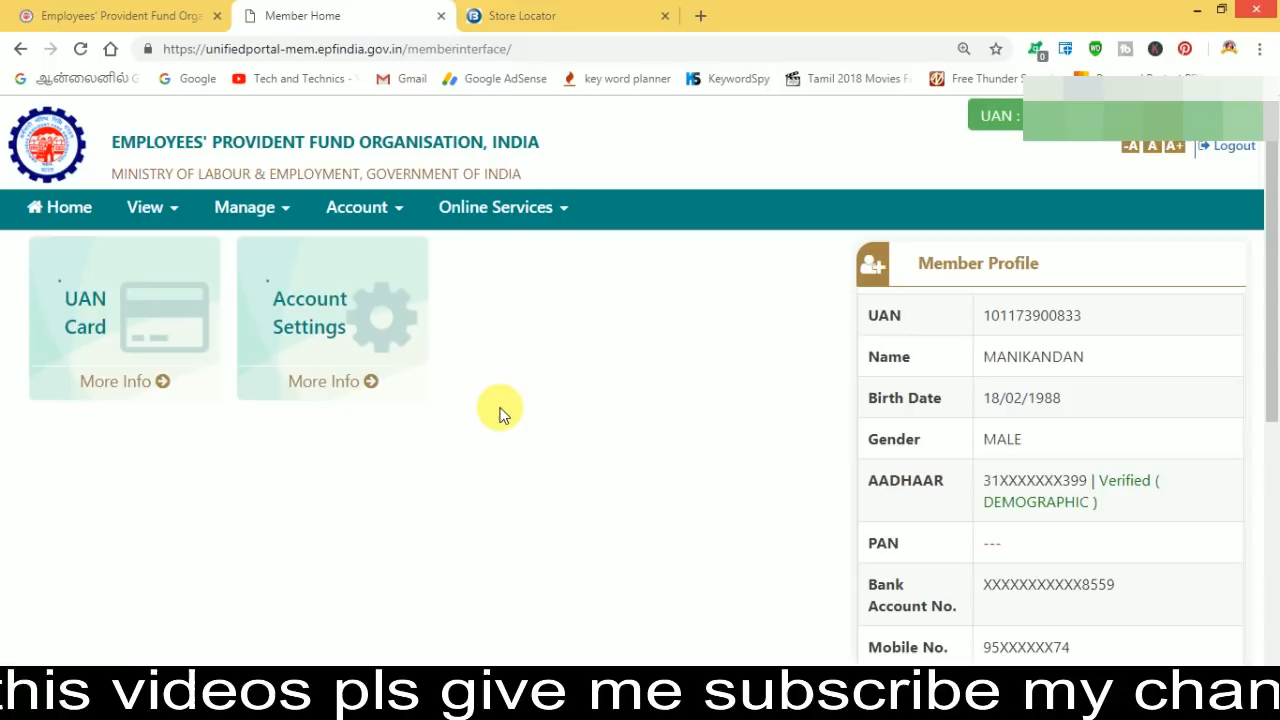 Employees' Provident Fund Orga
Member Home
Store Locator
https://unifiedportal-mem.epfindia.gov.in/memberinterface/
ஆன்லைனில் G
Google
Tech and Technics -
Gmail
Google AdSense
key word planner
KeywordSpy
Tamil 2018 Movies F
Free Thunder S
UAN :
EMPLOYEES' PROVIDENT FUND ORGANISATION, INDIA
MINISTRY OF LABOUR & EMPLOYMENT, GOVERNMENT OF INDIA
-A A A+ Logout
Home View Manage Account Online Services
UAN
Card
More Info
Account
Settings
More Info
Member Profile
UAN 101173900833
Name MANIKANDAN
Birth Date 18/02/1988
Gender MALE
AADHAAR 31XXXXXXX399 | Verified (
DEMOGRAPHIC )
PAN ---
Bank XXXXXXXXXXX8559
Account No.
Mobile No. 95XXXXXX74
this videos pls give me subscribe my chan